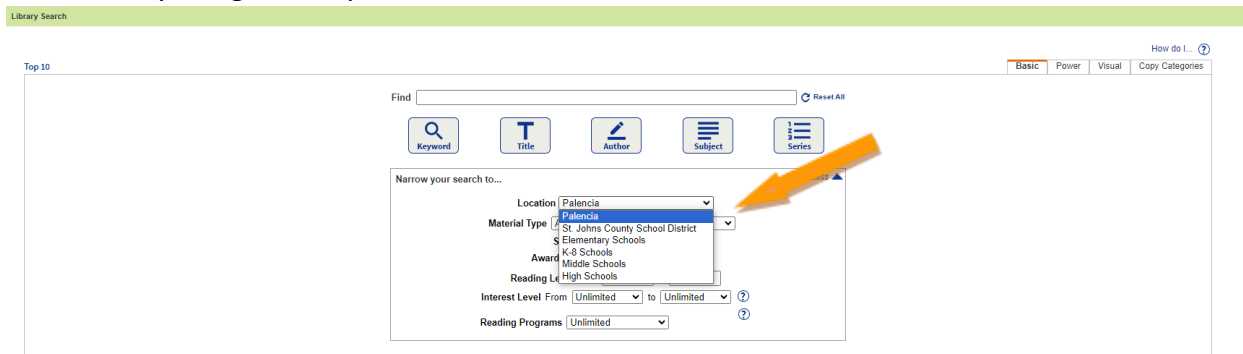 Library Search
How do I... ?
Top 10
Basic Power Visual Copy Categories
Find Reset All
Keyword Title Author Subject Series
Narrow your search to...
Location Palencia
Palencia
Material Type
St. Johns County School District
Elementary Schools
K-8 Schools
Award
Middle Schools
Reading
High Schools
Interest Level From Unlimited to Unlimited ?
Reading Programs Unlimited ?